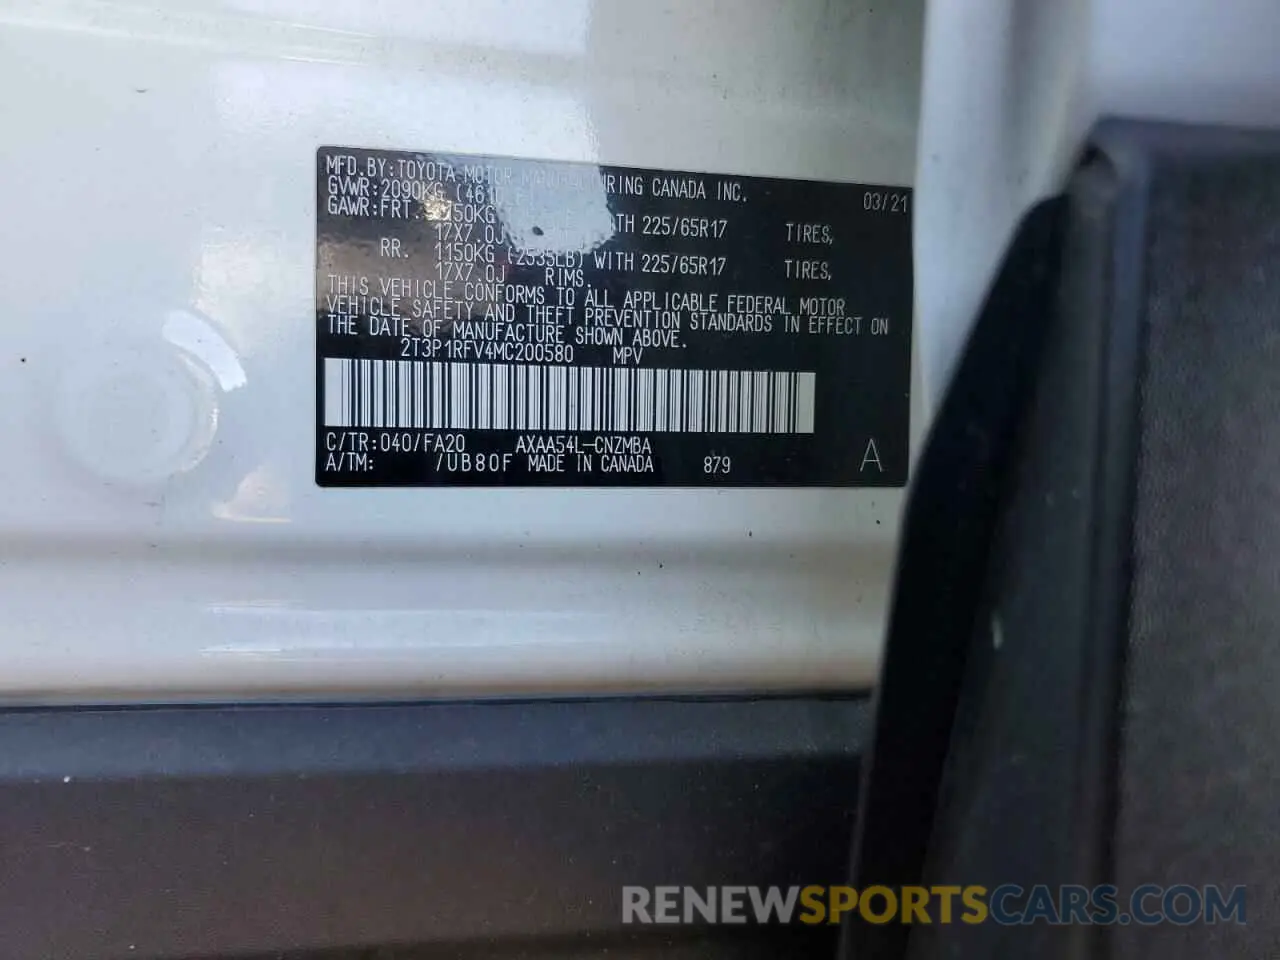 MFD.BY:TOYOTA MOTOR MANUFACTURING CANADA INC. 03/21
GVWR:2090KG
GAWR:FRT. WITH 225/65R17 TIRES,
17X7.0J
RR. 1150KG (2535LB) WITH 225/65R17 TIRES,
17X7.0J RIMS.
THIS VEHICLE CONFORMS TO ALL APPLICABLE FEDERAL MOTOR
VEHICLE SAFETY AND THEFT PREVENTION STANDARDS IN EFFECT ON
THE DATE OF MANUFACTURE SHOWN ABOVE.
2T3P1RFV4MC200580 MPV
C/TR:040/FA20 AXAA54L-CNZMBA
A/TM: /UB80F MADE IN CANADA 879 A
RENEWSPORTSCARS.COM